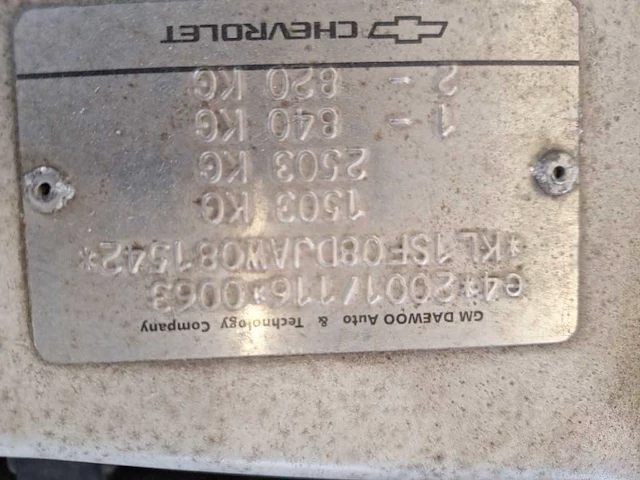 GM DAEWOO Auto & Technology Company
e4*2001/116*0063
*KL1SF08DJAW081542*
1503 KG
2503 KG
1 - 840 KG
2 - 820 KG
CHEVROLET